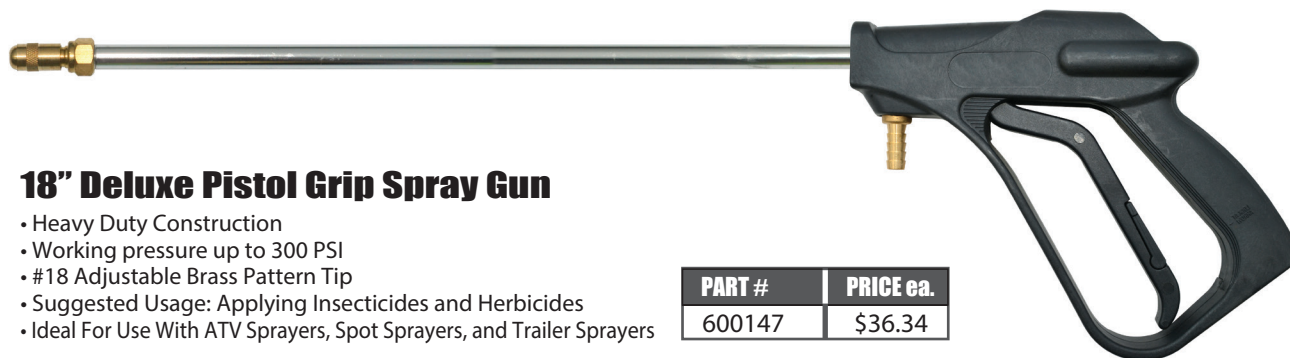 18” Deluxe Pistol Grip Spray Gun
• Heavy Duty Construction
• Working pressure up to 300 PSI
• #18 Adjustable Brass Pattern Tip
• Suggested Usage: Applying Insecticides and Herbicides
• Ideal For Use With ATV Sprayers, Spot Sprayers, and Trailer Sprayers
PART # PRICE ea.
600147 $36.34